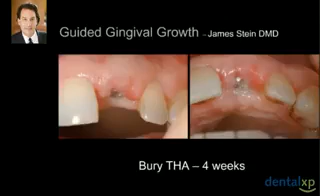 Guided Gingival Growth – James Stein DMD
Bury THA – 4 weeks
dentalxp